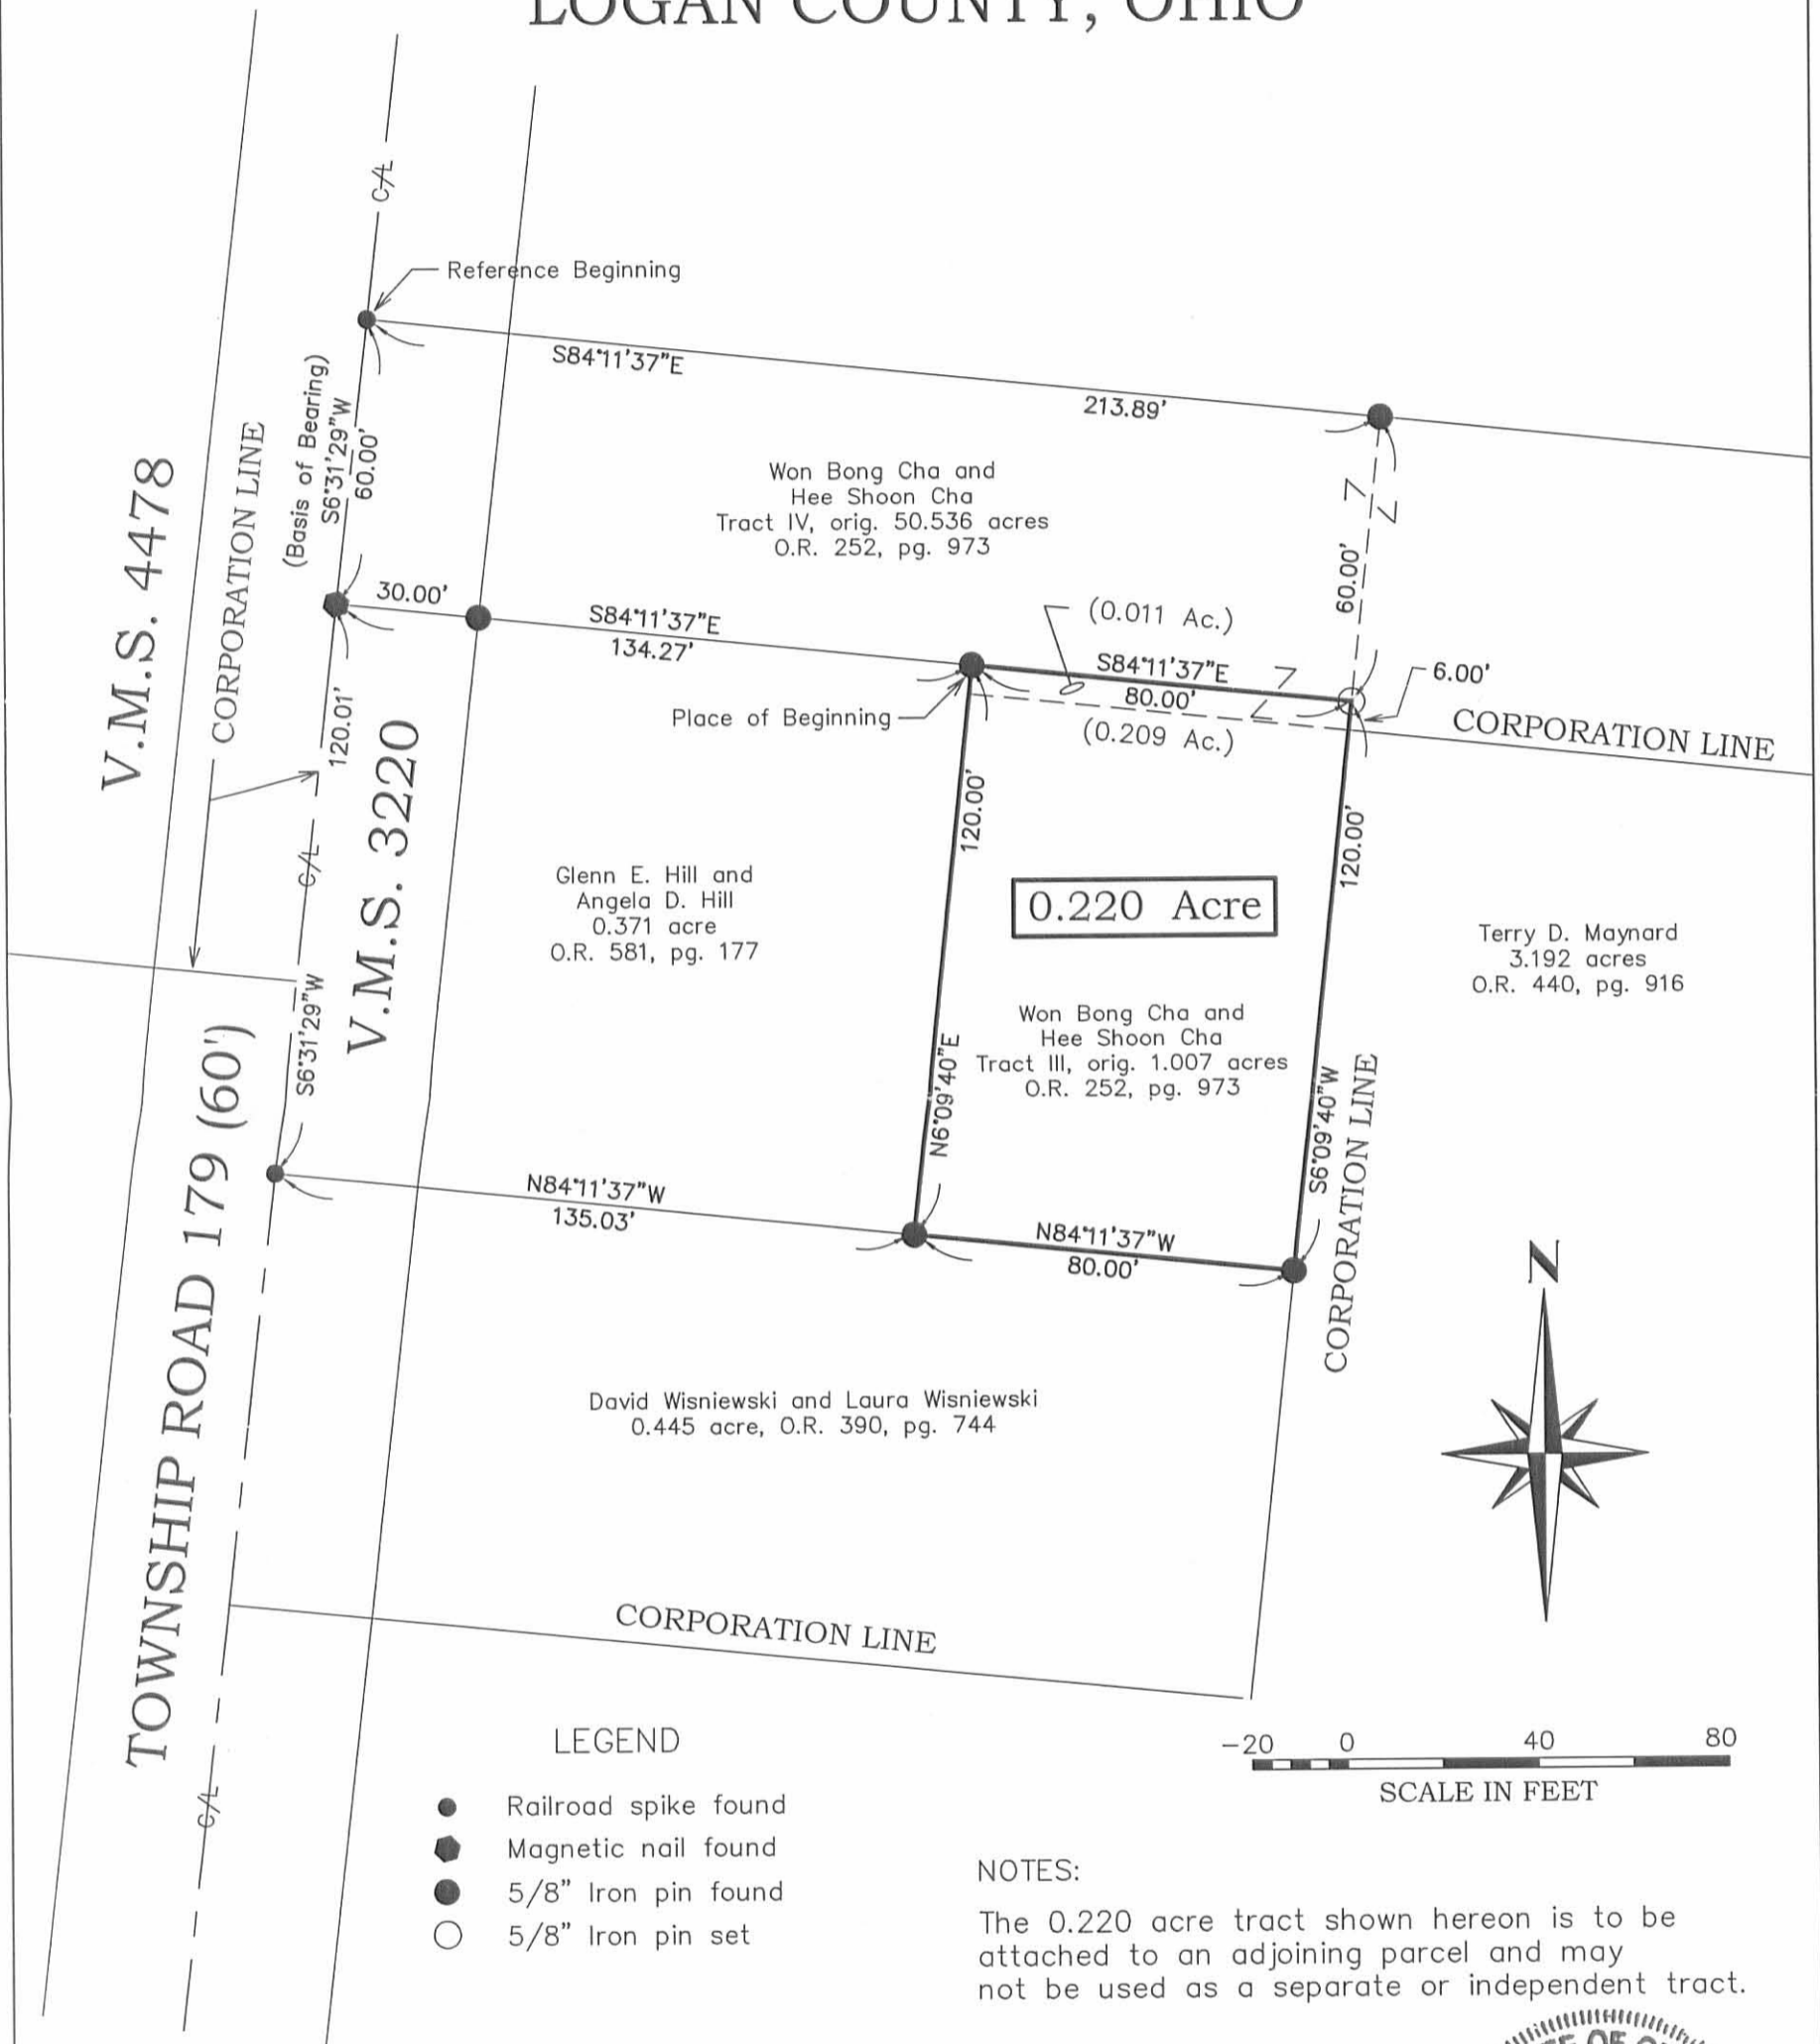 LOGAN COUNTY, OHIO
C/L
Reference Beginning
S84°11'37"E
213.89'
(Basis of Bearing)
S6°31'29"W
60.00'
V.M.S. 4478
CORPORATION LINE
Won Bong Cha and
Hee Shoon Cha
Tract IV, orig. 50.536 acres
O.R. 252, pg. 973
60.00'
30.00'
S84°11'37"E
134.27'
(0.011 Ac.)
S84°11'37"E
80.00'
(0.209 Ac.)
6.00'
Place of Beginning
CORPORATION LINE
120.01'
V.M.S. 3220
C/L
120.00'
120.00'
Glenn E. Hill and
Angela D. Hill
0.371 acre
O.R. 581, pg. 177
0.220 Acre
Terry D. Maynard
3.192 acres
O.R. 440, pg. 916
Won Bong Cha and
Hee Shoon Cha
Tract III, orig. 1.007 acres
O.R. 252, pg. 973
S6°31'29"W
N6°09'40"E
S6°09'40"W
CORPORATION LINE
TOWNSHIP ROAD 179 (60')
N84°11'37"W
135.03'
N84°11'37"W
80.00'
N
David Wisniewski and Laura Wisniewski
0.445 acre, O.R. 390, pg. 744
CORPORATION LINE
C/L
LEGEND
Railroad spike found
Magnetic nail found
5/8" Iron pin found
5/8" Iron pin set
-20 0 40 80
SCALE IN FEET
NOTES:
The 0.220 acre tract shown hereon is to be
attached to an adjoining parcel and may
not be used as a separate or independent tract.